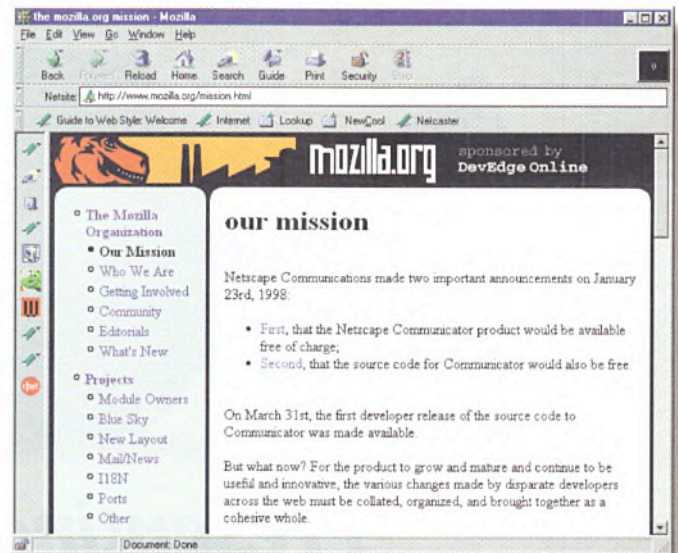 the mozilla.org mission - Mozilla
File Edit View Go Window Help
Back Forward Reload Home Search Guide Print Security Stop
Netsite: http://www.mozilla.org/mission.html
Guide to Web Style: Welcome Internet Lookup New&Cool Netcaster
mozilla.org
sponsored by
DevEdge Online
The Mozilla
Organization
Our Mission
Who We Are
Getting Involved
Community
Editorials
What's New
Projects
Module Owners
Blue Sky
New Layout
Mail/News
I18N
Ports
Other
our mission
Netscape Communications made two important announcements on January
23rd, 1998:
First, that the Netscape Communicator product would be available
free of charge;
Second, that the source code for Communicator would also be free.
On March 31st, the first developer release of the source code to
Communicator was made available.
But what now? For the product to grow and mature and continue to be
useful and innovative, the various changes made by disparate developers
across the web must be collated, organized, and brought together as a
cohesive whole.
Document: Done